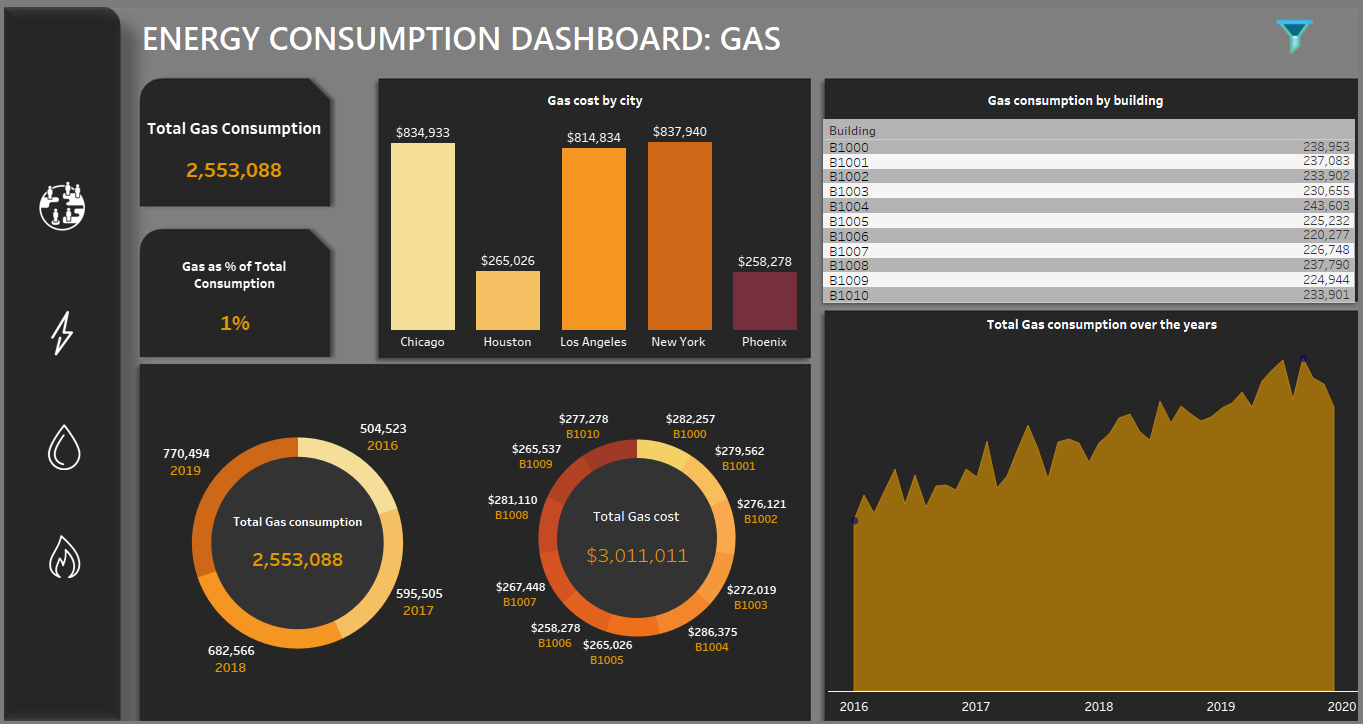 ENERGY CONSUMPTION DASHBOARD: GAS
Total Gas Consumption
2,553,088
Gas as % of Total
Consumption
1%
Gas cost by city
$834,933
$265,026
$814,834
$837,940
$258,278
Chicago
Houston
Los Angeles
New York
Phoenix
Gas consumption by building
Building
B1000 238,953
B1001 237,083
B1002 233,902
B1003 230,655
B1004 243,603
B1005 225,232
B1006 220,277
B1007 226,748
B1008 237,790
B1009 224,944
B1010 233,901
504,523
2016
595,505
2017
682,566
2018
770,494
2019
Total Gas consumption
2,553,088
$282,257
B1000
$279,562
B1001
$276,121
B1002
$272,019
B1003
$286,375
B1004
$265,026
B1005
$258,278
B1006
$267,448
B1007
$281,110
B1008
$265,537
B1009
$277,278
B1010
Total Gas cost
$3,011,011
Total Gas consumption over the years
2016
2017
2018
2019
2020